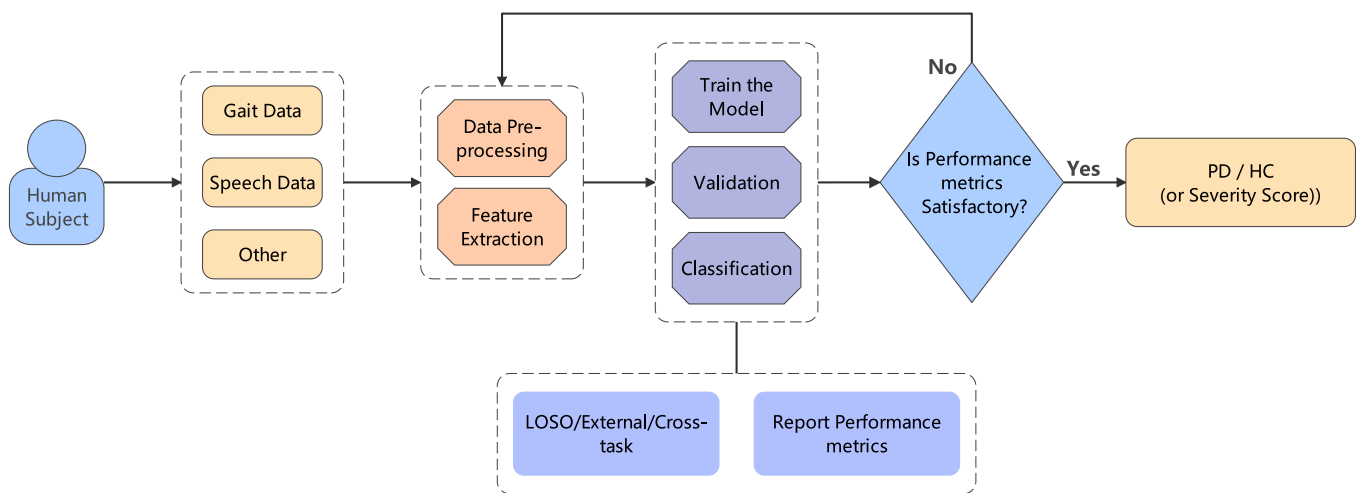 Human
Subject
Gait Data
Speech Data
Other
Data Pre-
processing
Feature
Extraction
Train the
Model
Validation
Classification
LOSO/External/Cross-
task
Report Performance
metrics
No
Is Performance
metrics
Satisfactory?
Yes
PD / HC
(or Severity Score))